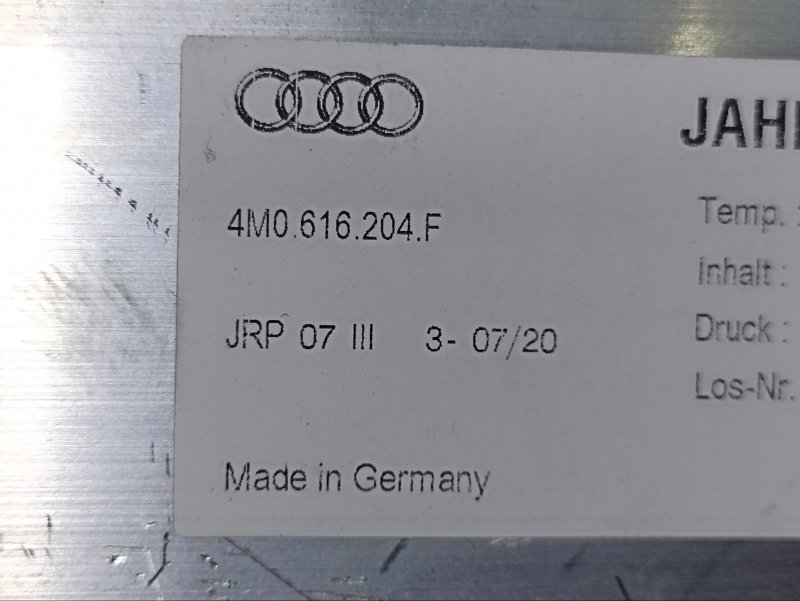 JAH
4M0.616.204.F
Temp. :
Inhalt :
JRP 07 III 3- 07/20
Druck :
Los-Nr.
Made in Germany